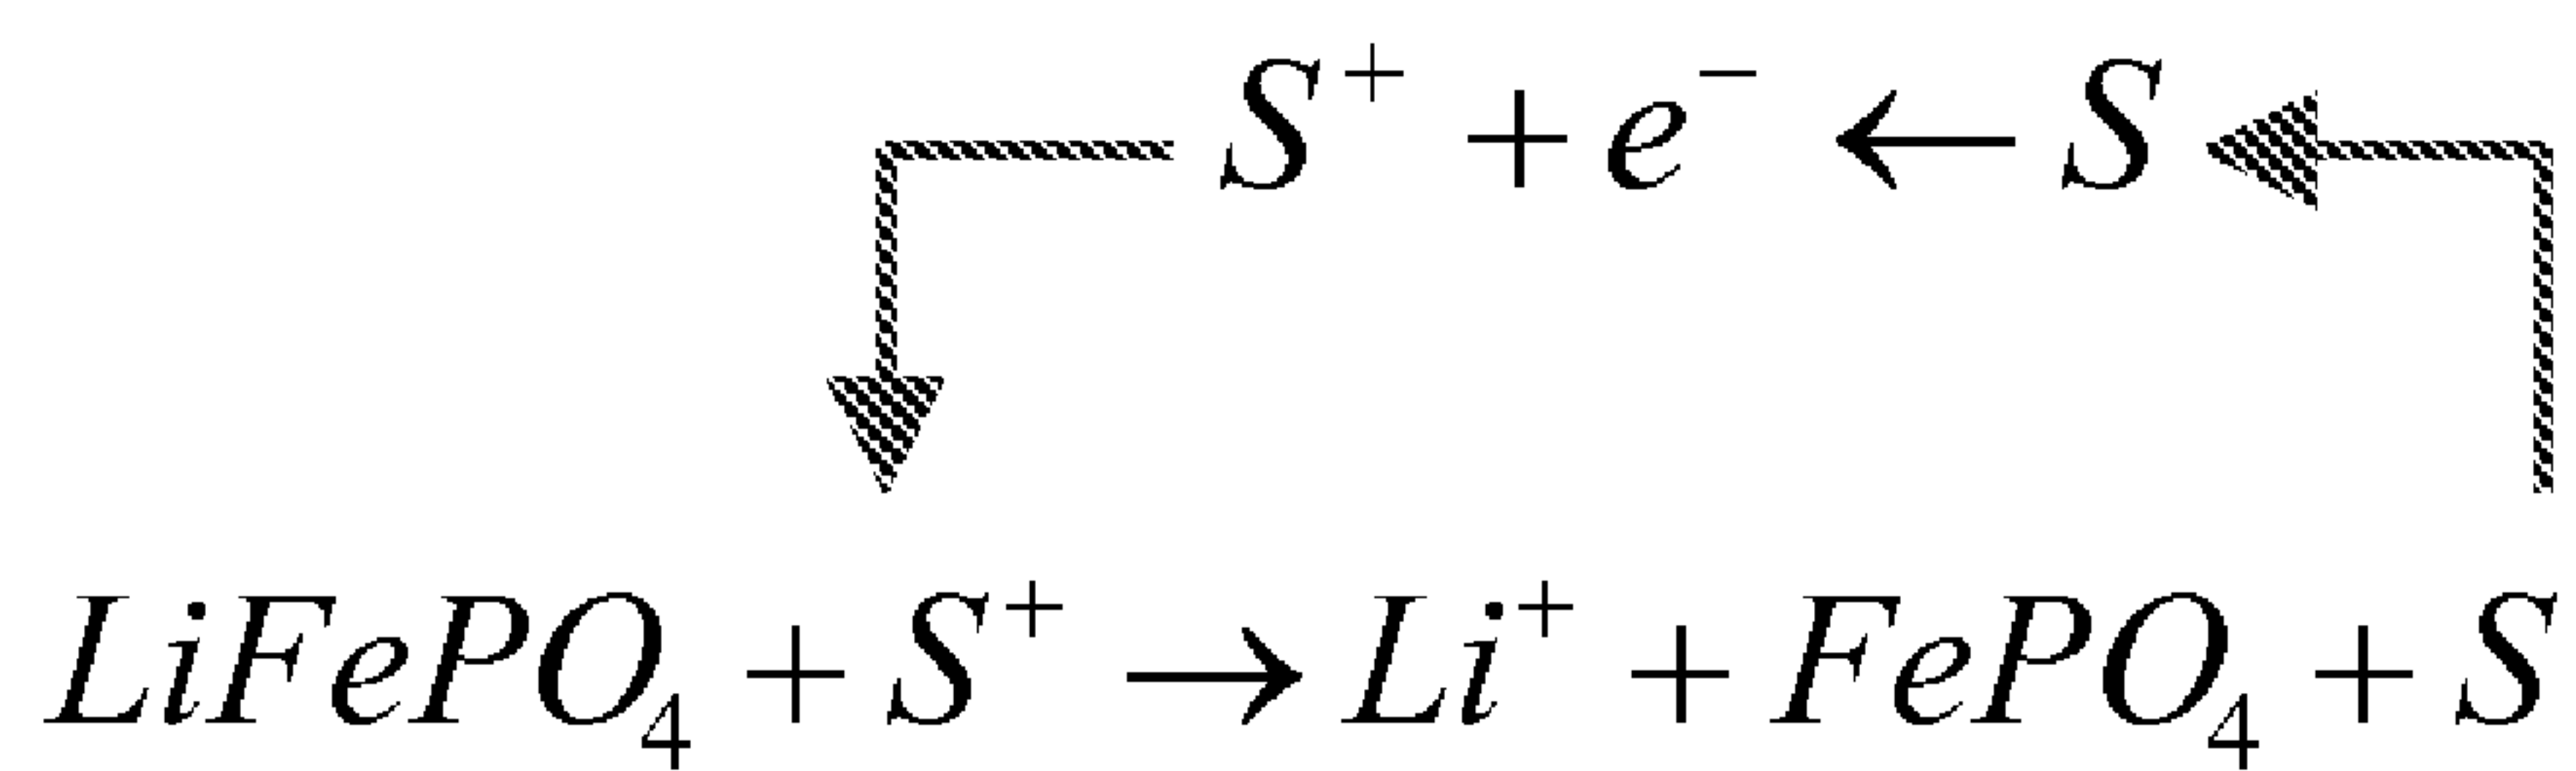 S⁺ + e⁻ ← S
LiFePO₄ + S⁺ → Li⁺ + FePO₄ + S